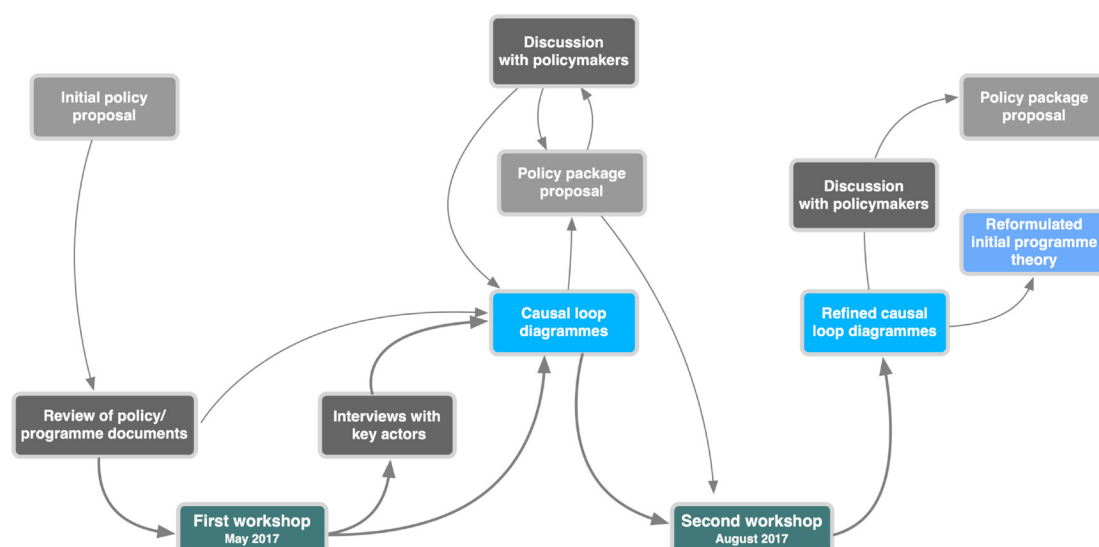 Discussion
with policymakers
Initial policy
proposal
Policy package
proposal
Policy package
proposal
Discussion
with policymakers
Reformulated
initial programme
theory
Causal loop
diagrammes
Refined causal
loop diagrammes
Review of policy/
programme documents
Interviews with
key actors
First workshop
May 2017
Second workshop
August 2017